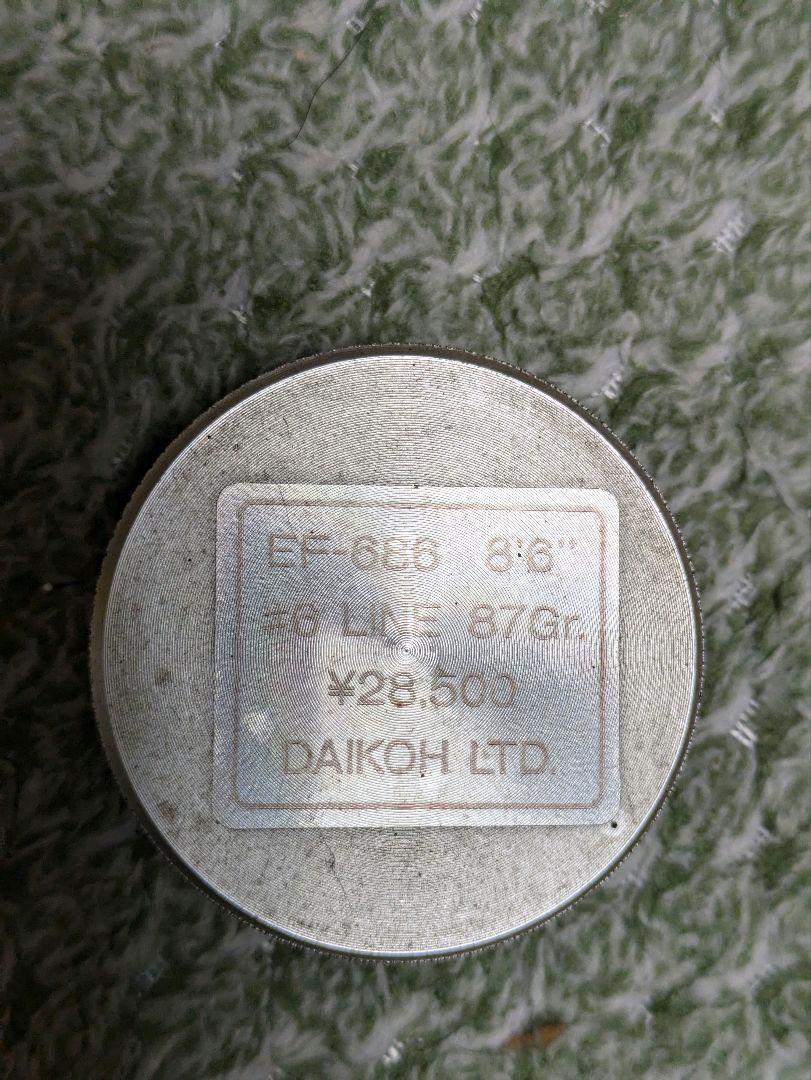 EF-686 8'6"
#6 LINE 87Gr.
¥28,500
DAIKOH LTD.